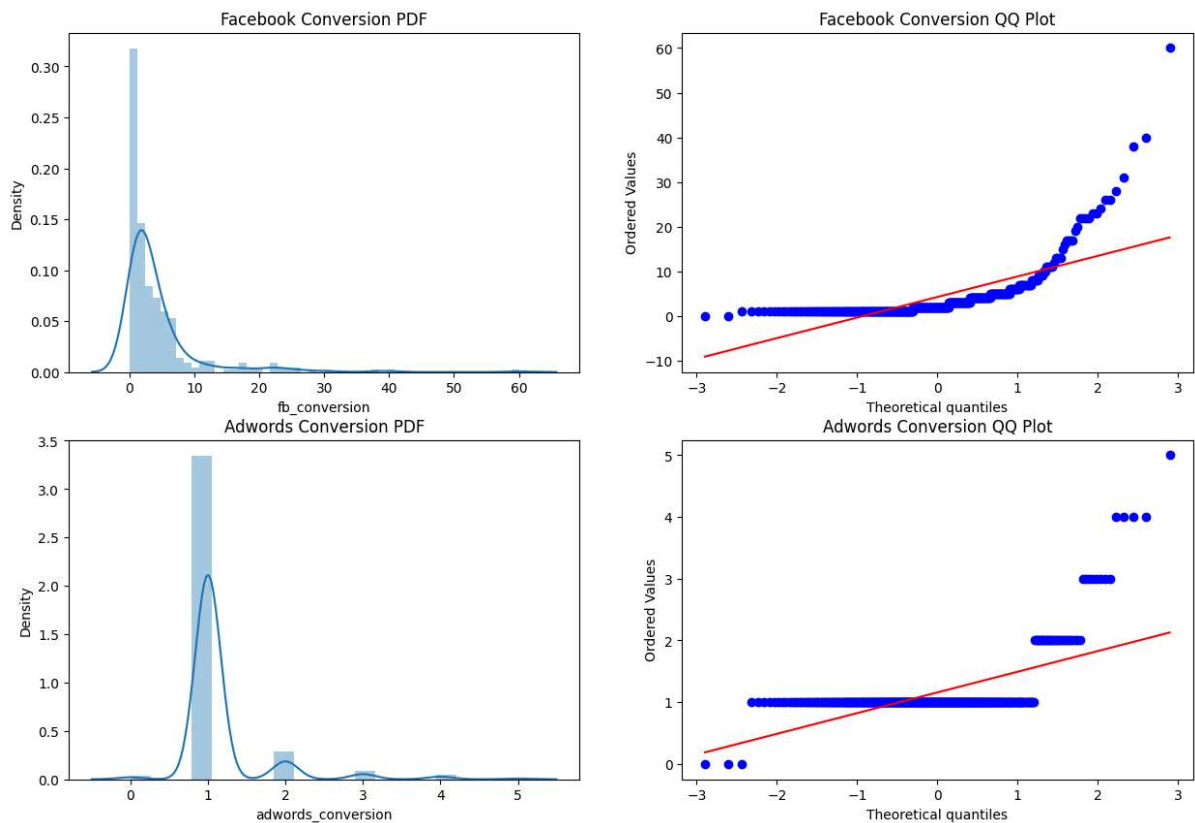 Facebook Conversion PDF
Density
0.30
0.25
0.20
0.15
0.10
0.05
0.00
0 10 20 30 40 50 60
fb_conversion
Facebook Conversion QQ Plot
Ordered Values
60
50
40
30
20
10
0
−10
−3 −2 −1 0 1 2 3
Theoretical quantiles
Adwords Conversion PDF
Density
3.5
3.0
2.5
2.0
1.5
1.0
0.5
0.0
0 1 2 3 4 5
adwords_conversion
Adwords Conversion QQ Plot
Ordered Values
5
4
3
2
1
0
−3 −2 −1 0 1 2 3
Theoretical quantiles